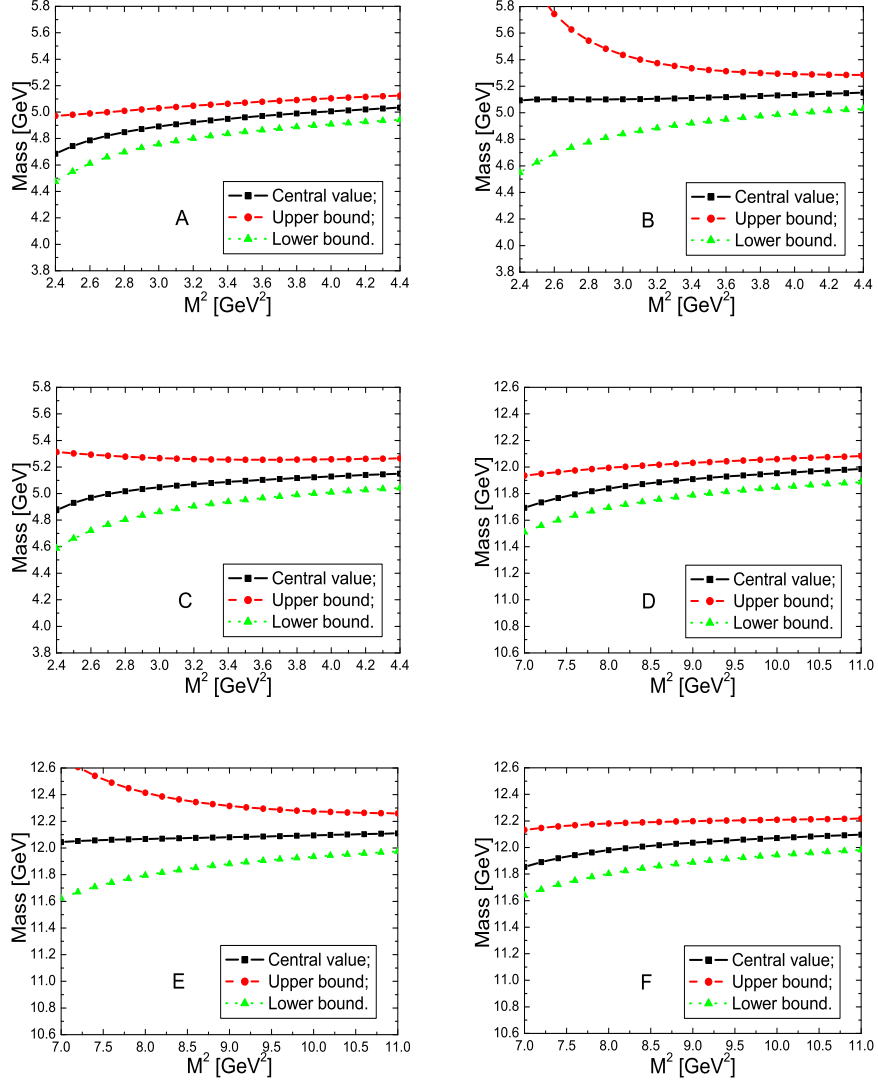 5.8
5.6
5.4
5.2
5.0
4.8
4.6
4.4
4.2
4.0
3.8
Mass [GeV]
A
Central value;
Upper bound;
Lower bound.
2.4 2.6 2.8 3.0 3.2 3.4 3.6 3.8 4.0 4.2 4.4
M² [GeV²]
5.8
5.6
5.4
5.2
5.0
4.8
4.6
4.4
4.2
4.0
3.8
Mass [GeV]
B
Central value;
Upper bound;
Lower bound.
2.4 2.6 2.8 3.0 3.2 3.4 3.6 3.8 4.0 4.2 4.4
M² [GeV²]
5.8
5.6
5.4
5.2
5.0
4.8
4.6
4.4
4.2
4.0
3.8
Mass [GeV]
C
Central value;
Upper bound;
Lower bound.
2.4 2.6 2.8 3.0 3.2 3.4 3.6 3.8 4.0 4.2 4.4
M² [GeV²]
12.6
12.4
12.2
12.0
11.8
11.6
11.4
11.2
11.0
10.8
10.6
Mass [GeV]
D
Central value;
Upper bound;
Lower bound.
7.0 7.5 8.0 8.5 9.0 9.5 10.0 10.5 11.0
M² [GeV²]
12.6
12.4
12.2
12.0
11.8
11.6
11.4
11.2
11.0
10.8
10.6
Mass [GeV]
E
Central value;
Upper bound;
Lower bound.
7.0 7.5 8.0 8.5 9.0 9.5 10.0 10.5 11.0
M² [GeV²]
12.6
12.4
12.2
12.0
11.8
11.6
11.4
11.2
11.0
10.8
10.6
Mass [GeV]
F
Central value;
Upper bound;
Lower bound.
7.0 7.5 8.0 8.5 9.0 9.5 10.0 10.5 11.0
M² [GeV²]